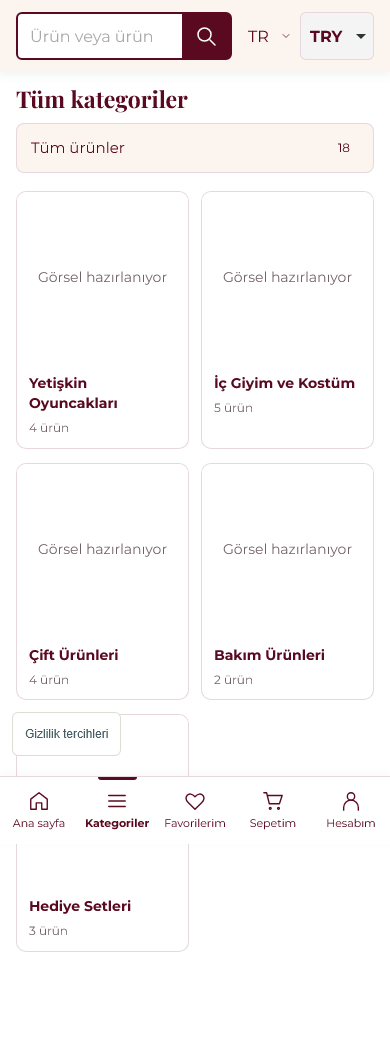 Ürün veya ürün
TR
TRY
Tüm kategoriler
Tüm ürünler
18
Görsel hazırlanıyor
Görsel hazırlanıyor
Yetişkin
Oyuncakları
4 ürün
İç Giyim ve Kostüm
5 ürün
Görsel hazırlanıyor
Görsel hazırlanıyor
Çift Ürünleri
4 ürün
Bakım Ürünleri
2 ürün
Gizlilik tercihleri
Ana sayfa
Kategoriler
Favorilerim
Sepetim
Hesabım
Hediye Setleri
3 ürün